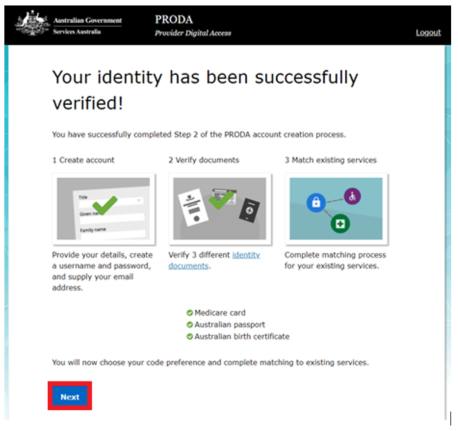 Australian Government
Services Australia
PRODA
Provider Digital Access
Logout
Your identity has been successfully
verified!
You have successfully completed Step 2 of the PRODA account creation process.
1 Create account
2 Verify documents
3 Match existing services
Title
Given name
Family name
Provide your details, create
a username and password,
and supply your email
address.
Verify 3 different identity
documents.
Complete matching process
for your existing services.
Medicare card
Australian passport
Australian birth certificate
You will now choose your code preference and complete matching to existing services.
Next